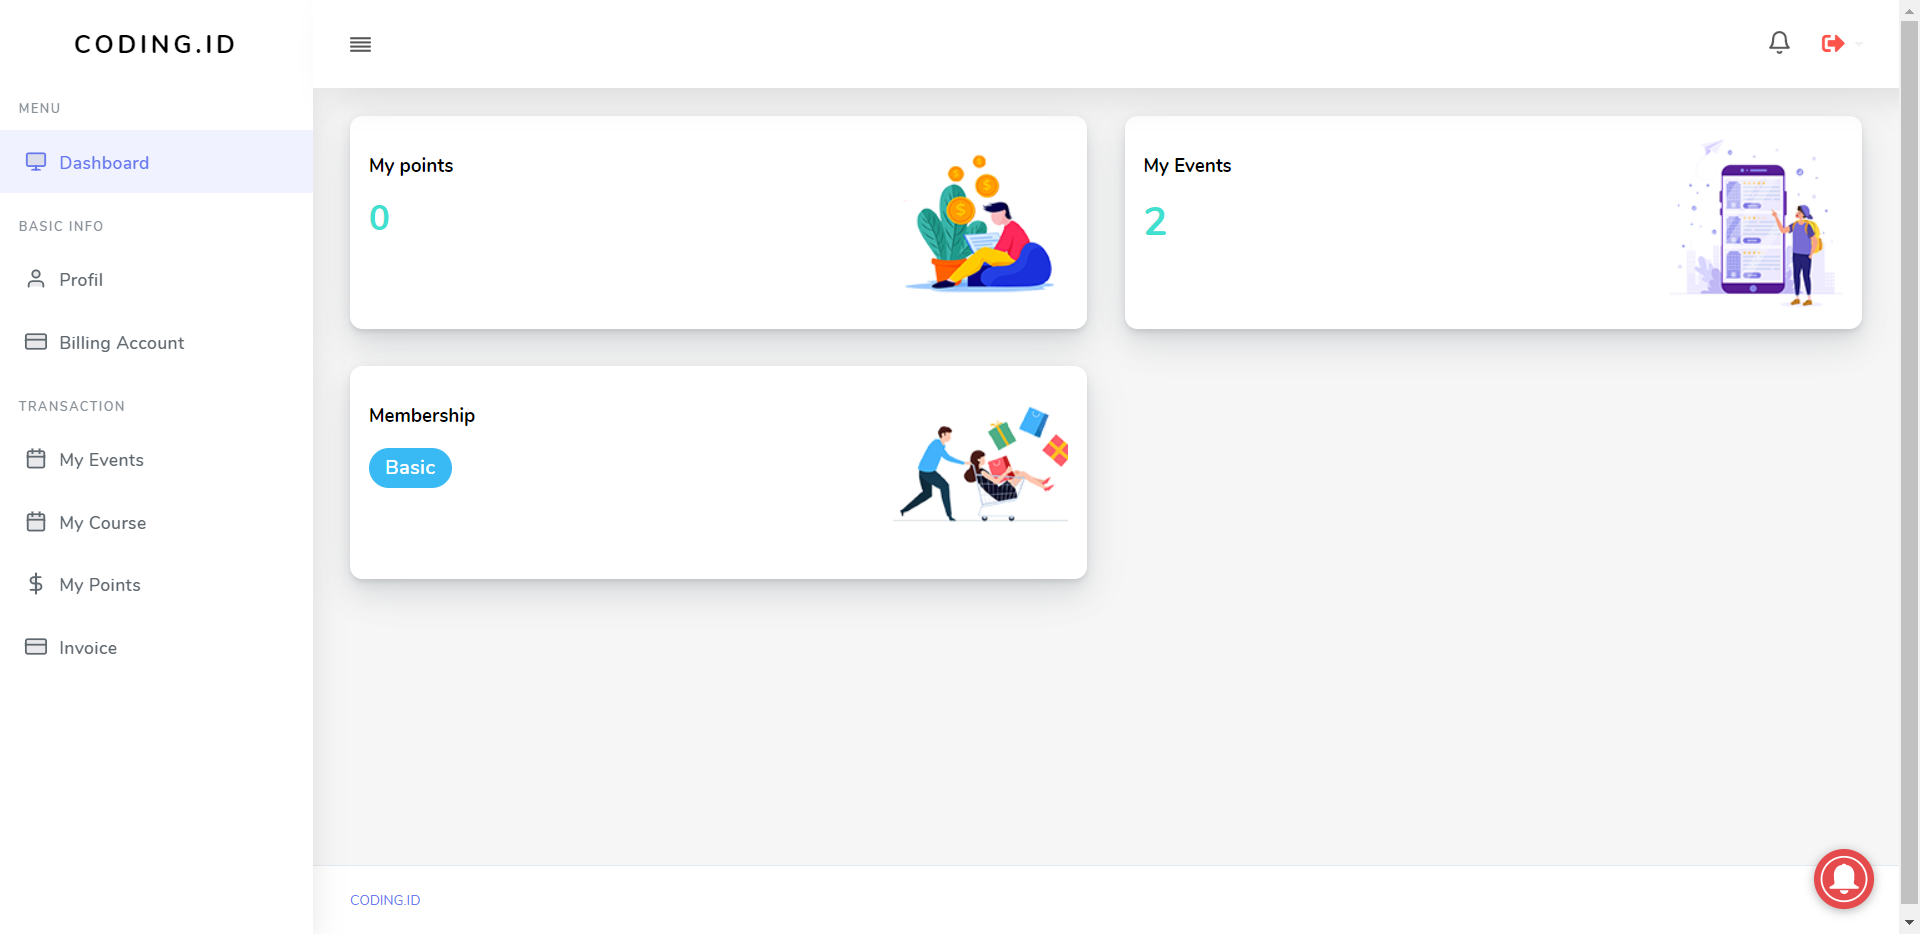 CODING.ID
MENU
Dashboard
BASIC INFO
Profil
Billing Account
TRANSACTION
My Events
My Course
My Points
Invoice
My points
0
My Events
2
Membership
Basic
CODING.ID